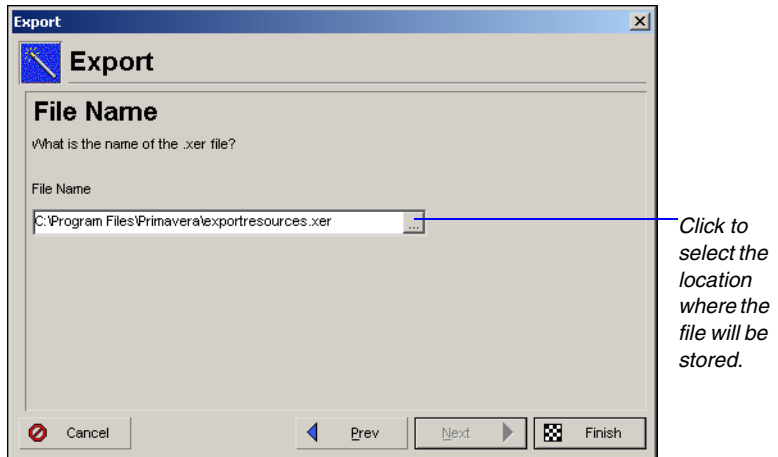 Export
Export
File Name
What is the name of the .xer file?
File Name
C:\Program Files\Primavera\exportresources.xer
...
Click to
select the
location
where the
file will be
stored.
Cancel
Prev
Next
Finish